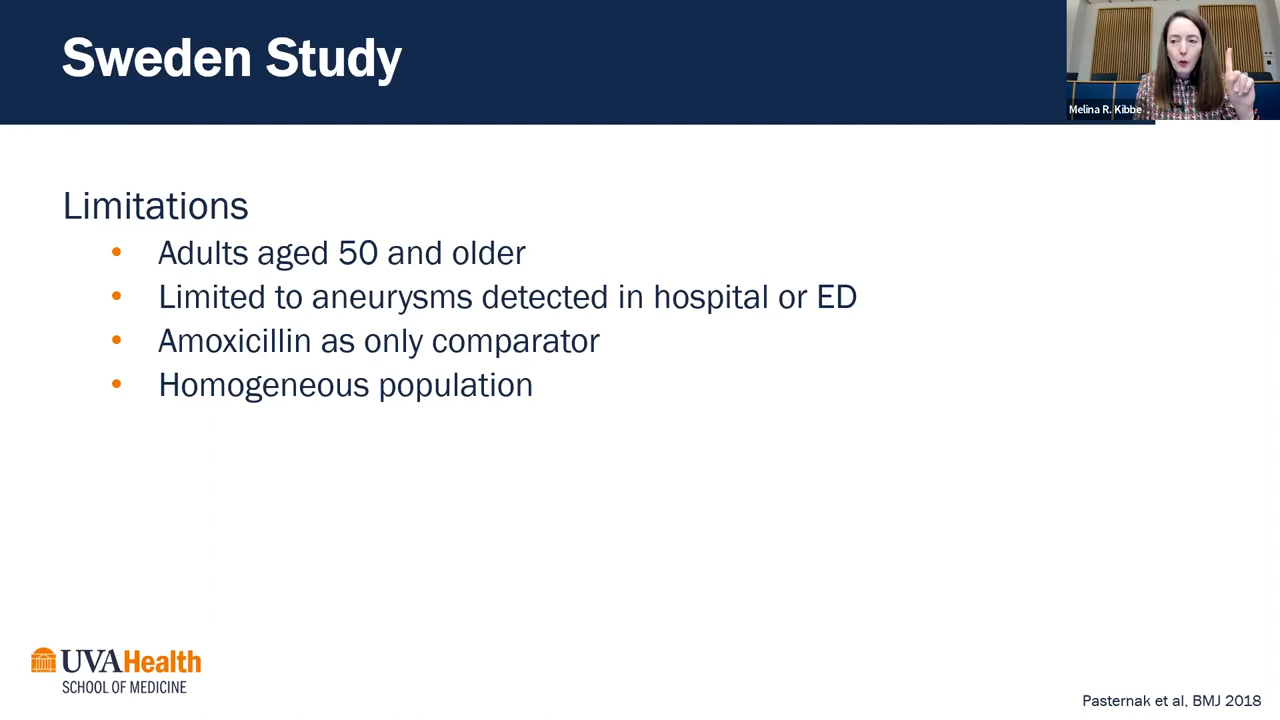 Sweden Study
Melina R. Kibbe
Limitations
• Adults aged 50 and older
• Limited to aneurysms detected in hospital or ED
• Amoxicillin as only comparator
• Homogeneous population
UVAHealth
SCHOOL OF MEDICINE
Pasternak et al, BMJ 2018